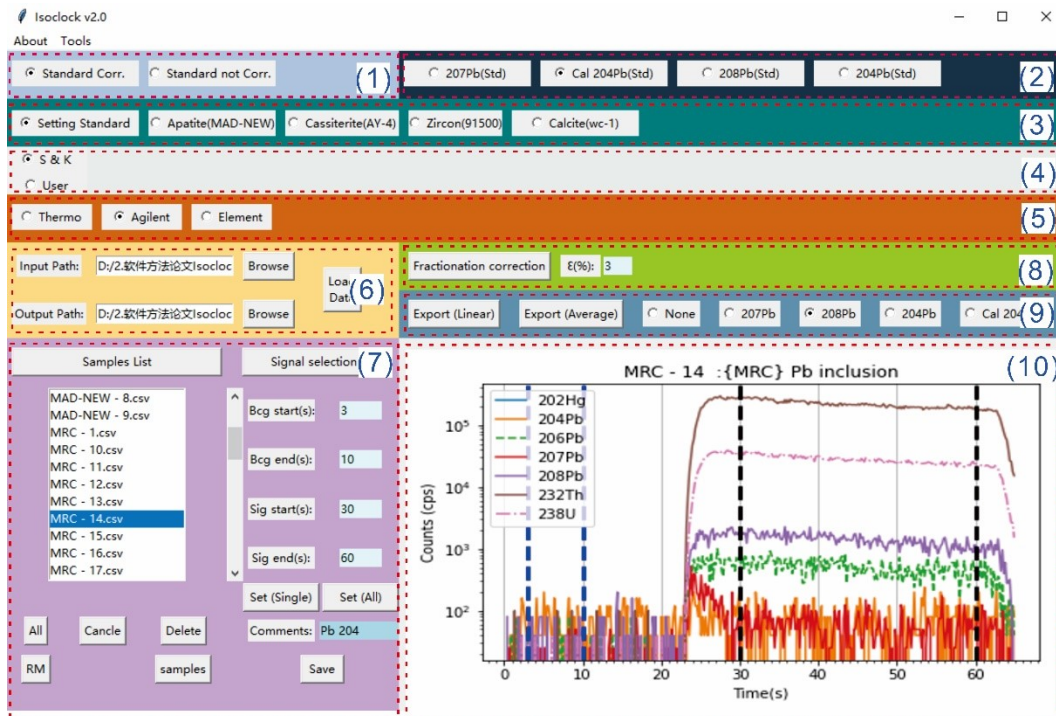 Isoclock v2.0
About Tools
Standard Corr. Standard not Corr. (1) 207Pb(Std) Cal 204Pb(Std) 208Pb(Std) 204Pb(Std) (2)
Setting Standard Apatite(MAD-NEW) Cassiterite(AY-4) Zircon(91500) Calcite(wc-1) (3)
S & K
(4)
User
Thermo Agilent Element (5)
Input Path: D:/2.软件方法论文Isocloc Browse
Load Data (6)
Output Path: D:/2.软件方法论文Isocloc Browse
Fractionation correction ε(%): 3 (8)
Export (Linear) Export (Average) None 207Pb 208Pb 204Pb Cal 204 (9)
Samples List Signal selection (7)
MAD-NEW - 8.csv
MAD-NEW - 9.csv
MRC - 1.csv
MRC - 10.csv
MRC - 11.csv
MRC - 12.csv
MRC - 13.csv
MRC - 14.csv
MRC - 15.csv
MRC - 16.csv
MRC - 17.csv
Bcg start(s): 3
Bcg end(s): 10
Sig start(s): 30
Sig end(s): 60
Set (Single) Set (All)
All Cancle Delete Comments: Pb 204
RM samples Save
(10)
MRC - 14 :{MRC} Pb inclusion
202Hg
204Pb
206Pb
207Pb
208Pb
232Th
238U
Counts (cps)
10⁵
10⁴
10³
10²
0 10 20 30 40 50 60
Time(s)